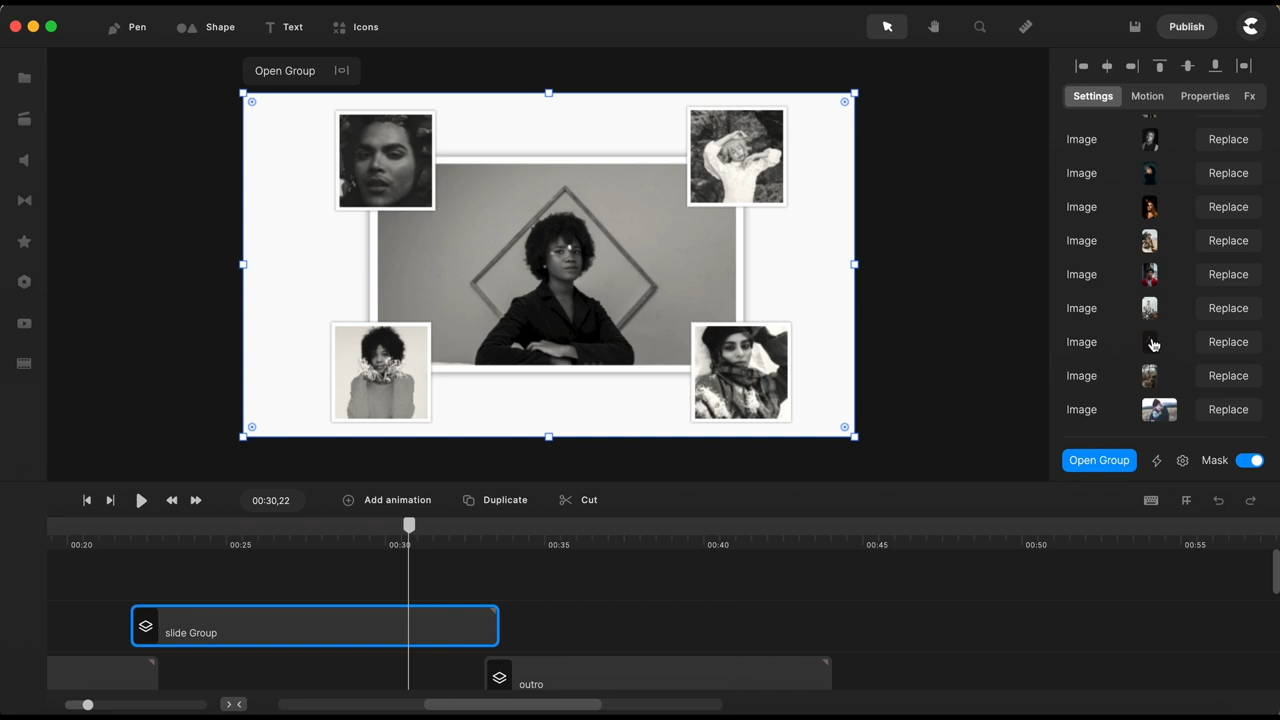 Pen Shape Text Icons Publish
Open Group
Settings Motion Properties Fx
Image Replace
Image Replace
Image Replace
Image Replace
Image Replace
Image Replace
Image Replace
Image Replace
Image Replace
Open Group Mask
00:30,22 Add animation Duplicate Cut
00:20 00:25 00:30 00:35 00:40 00:45 00:50 00:55
slide Group
outro